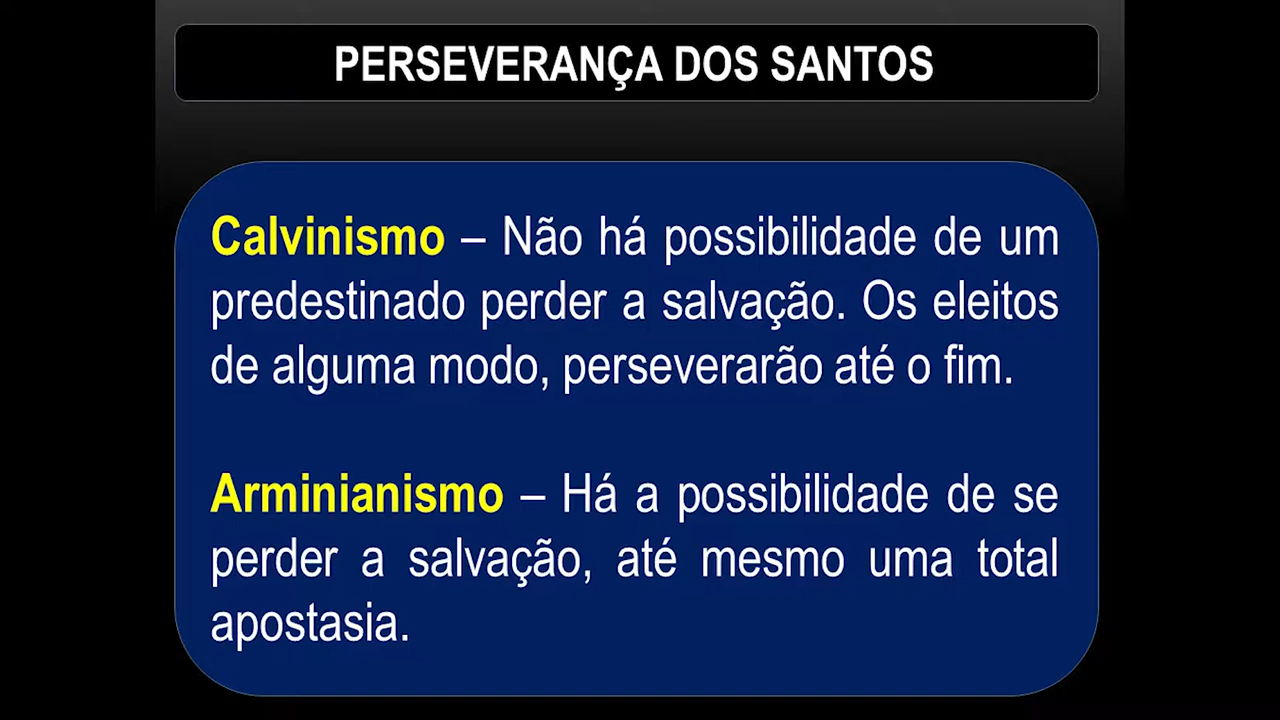 PERSEVERANÇA DOS SANTOS
Calvinismo – Não há possibilidade de um
predestinado perder a salvação. Os eleitos
de alguma modo, perseverarão até o fim.
Arminianismo – Há a possibilidade de se
perder a salvação, até mesmo uma total
apostasia.